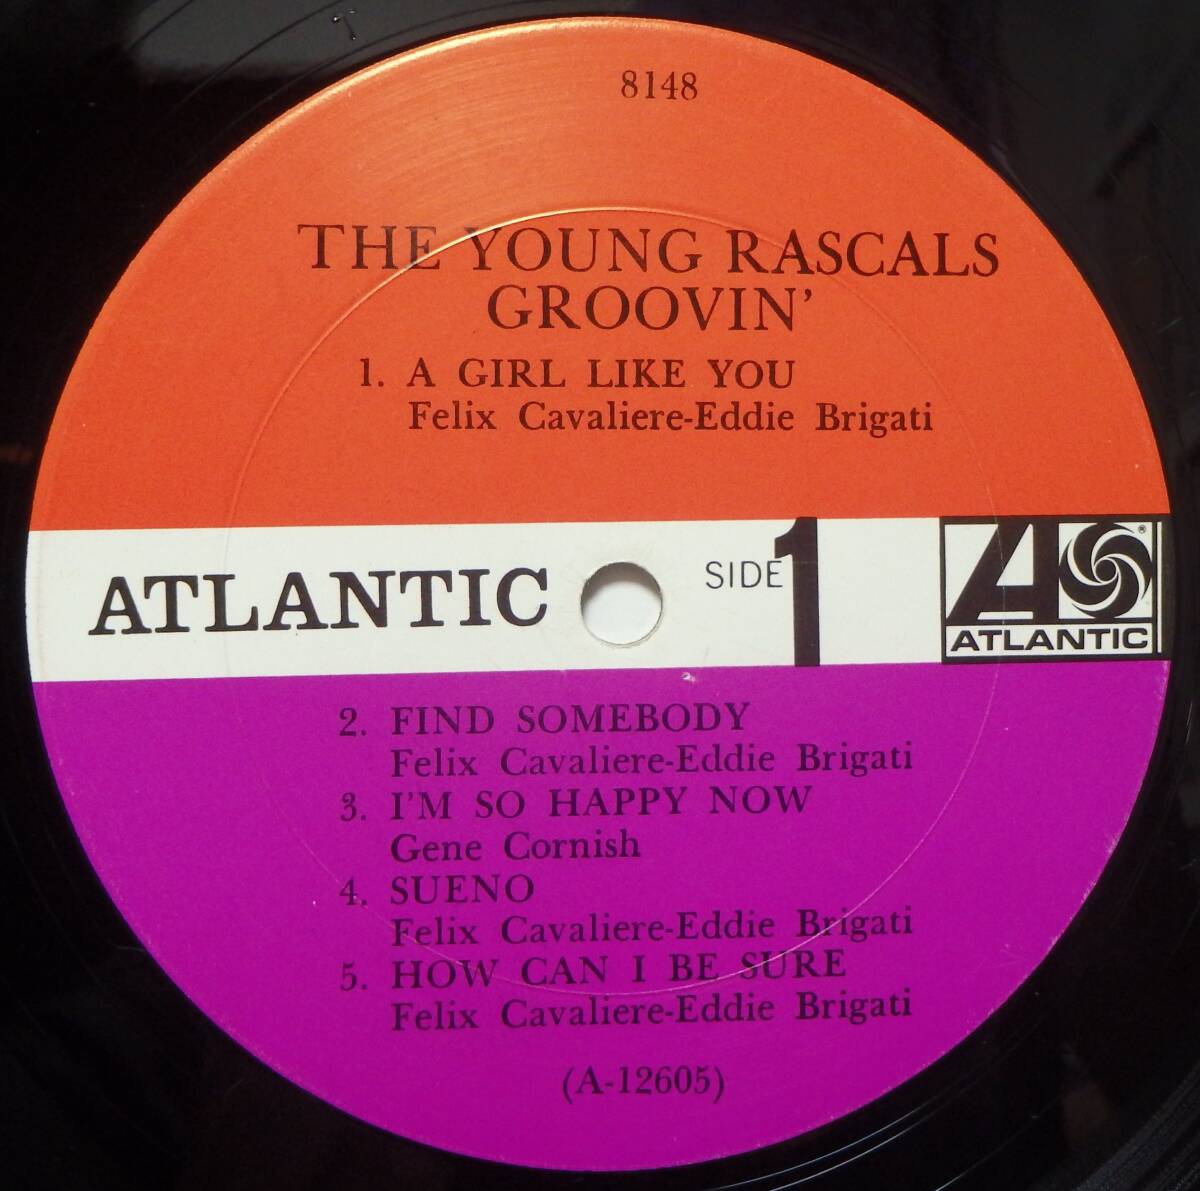 8148
THE YOUNG RASCALS
GROOVIN’
1. A GIRL LIKE YOU
Felix Cavaliere-Eddie Brigati
ATLANTIC
SIDE 1
ATLANTIC
2. FIND SOMEBODY
Felix Cavaliere-Eddie Brigati
3. I’M SO HAPPY NOW
Gene Cornish
4. SUENO
Felix Cavaliere-Eddie Brigati
5. HOW CAN I BE SURE
Felix Cavaliere-Eddie Brigati
(A-12605)